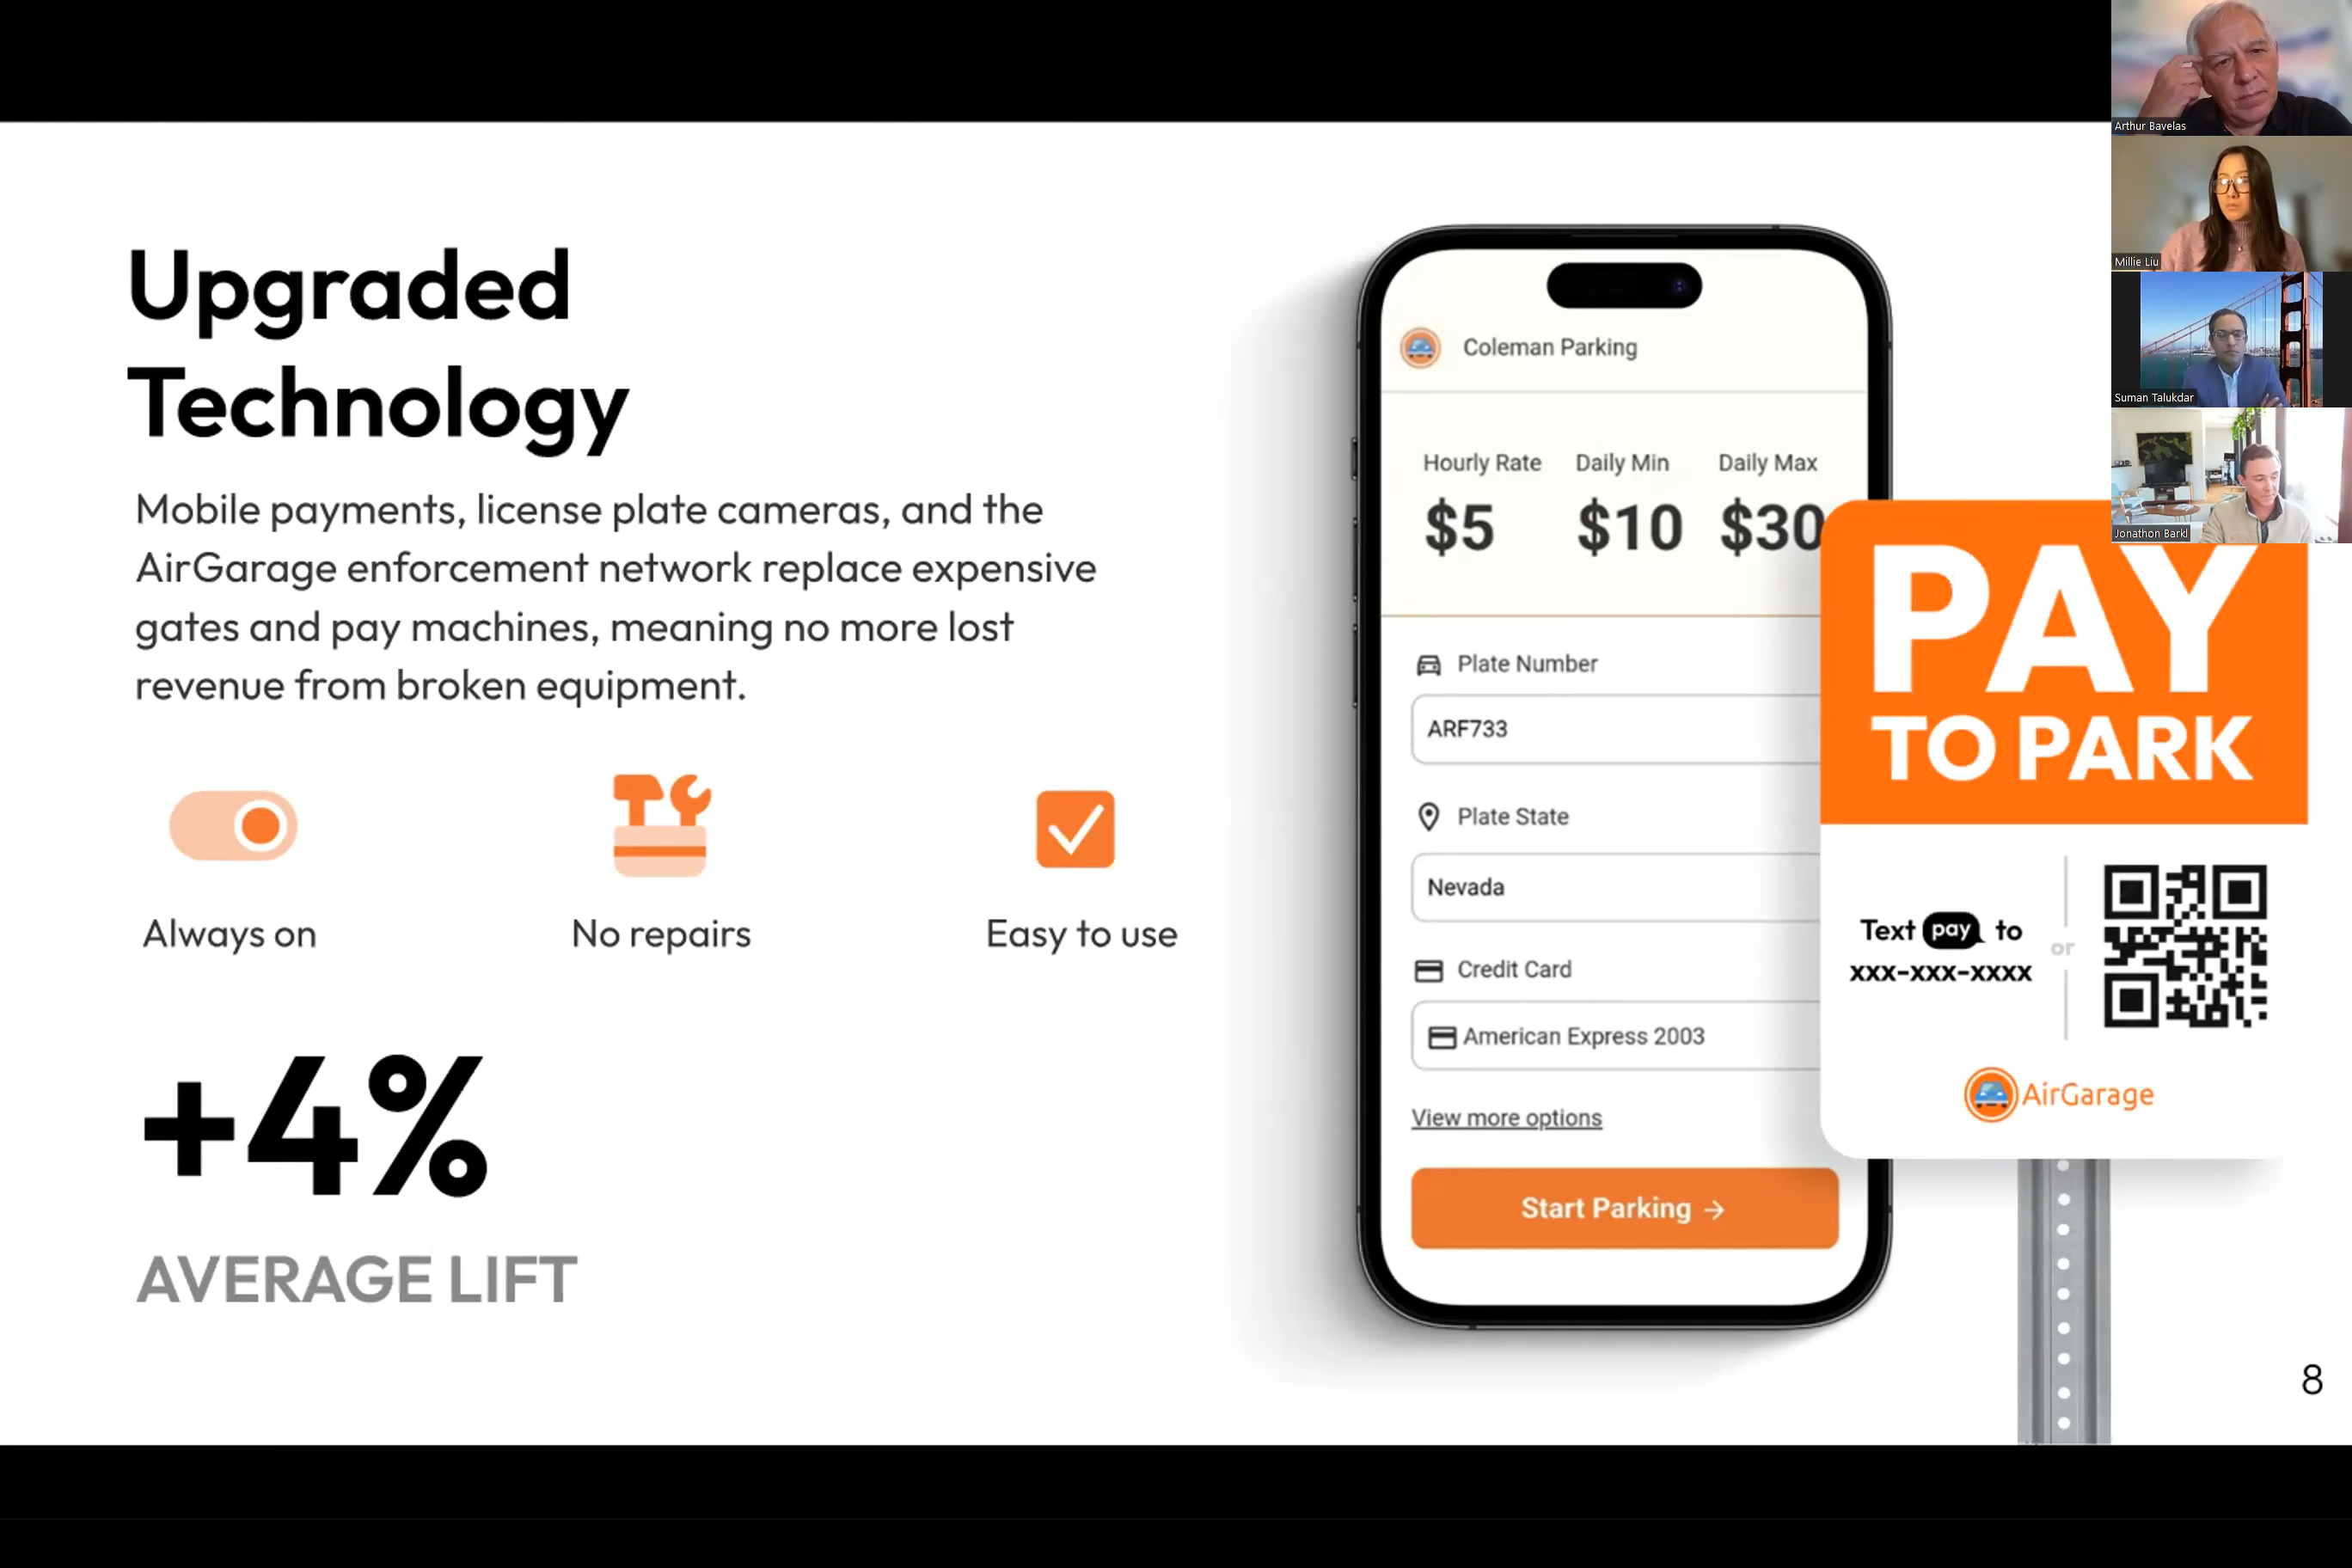 Upgraded
Technology
Mobile payments, license plate cameras, and the
AirGarage enforcement network replace expensive
gates and pay machines, meaning no more lost
revenue from broken equipment.
Always on
No repairs
Easy to use
+4%
AVERAGE LIFT
Coleman Parking
Hourly Rate Daily Min Daily Max
$5 $10 $30
Plate Number
ARF733
Plate State
Nevada
Credit Card
American Express 2003
View more options
Start Parking →
PAY
TO PARK
Text pay to
xxx-xxx-xxxx
or
AirGarage
8
Arthur Bavelas
Millie Liu
Suman Talukdar
Jonathon Barkl